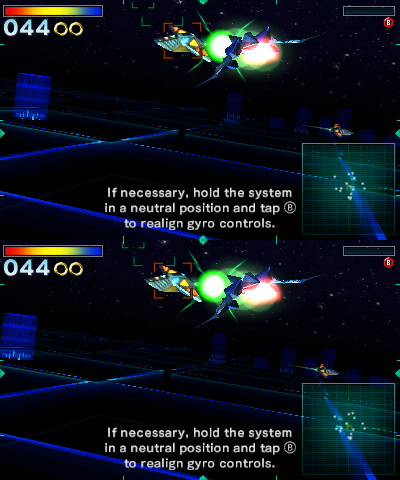 044
B
If necessary, hold the system
in a neutral position and tap Ⓑ
to realign gyro controls.
044
B
If necessary, hold the system
in a neutral position and tap Ⓑ
to realign gyro controls.